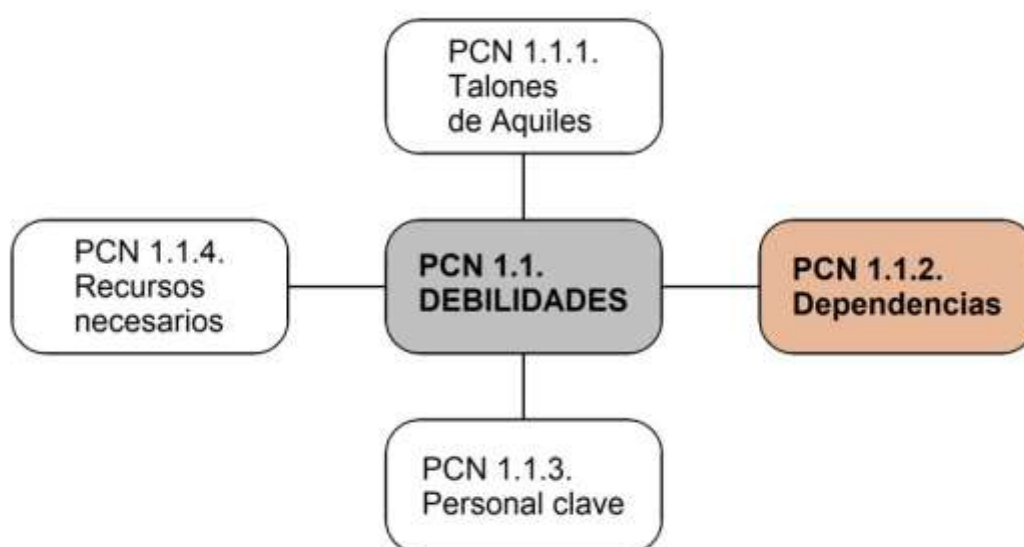 PCN 1.1.1.
Talones
de Aquiles
PCN 1.1.4.
Recursos
necesarios
PCN 1.1.
DEBILIDADES
PCN 1.1.2.
Dependencias
PCN 1.1.3.
Personal clave